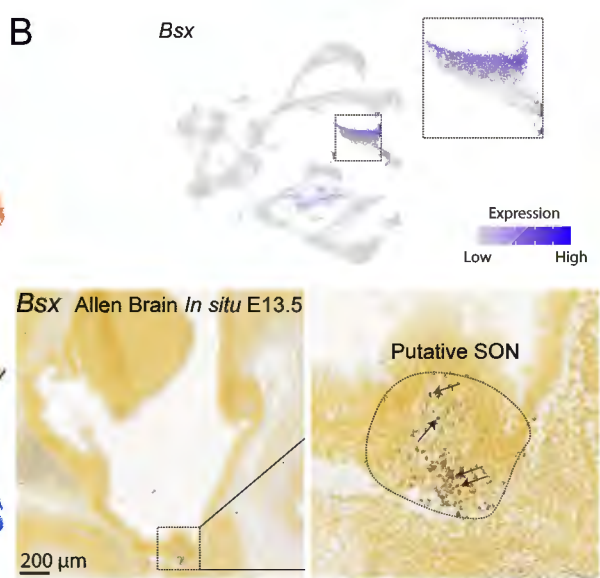 B
Bsx
Expression
Low High
Bsx Allen Brain In situ E13.5
Putative SON
200 µm